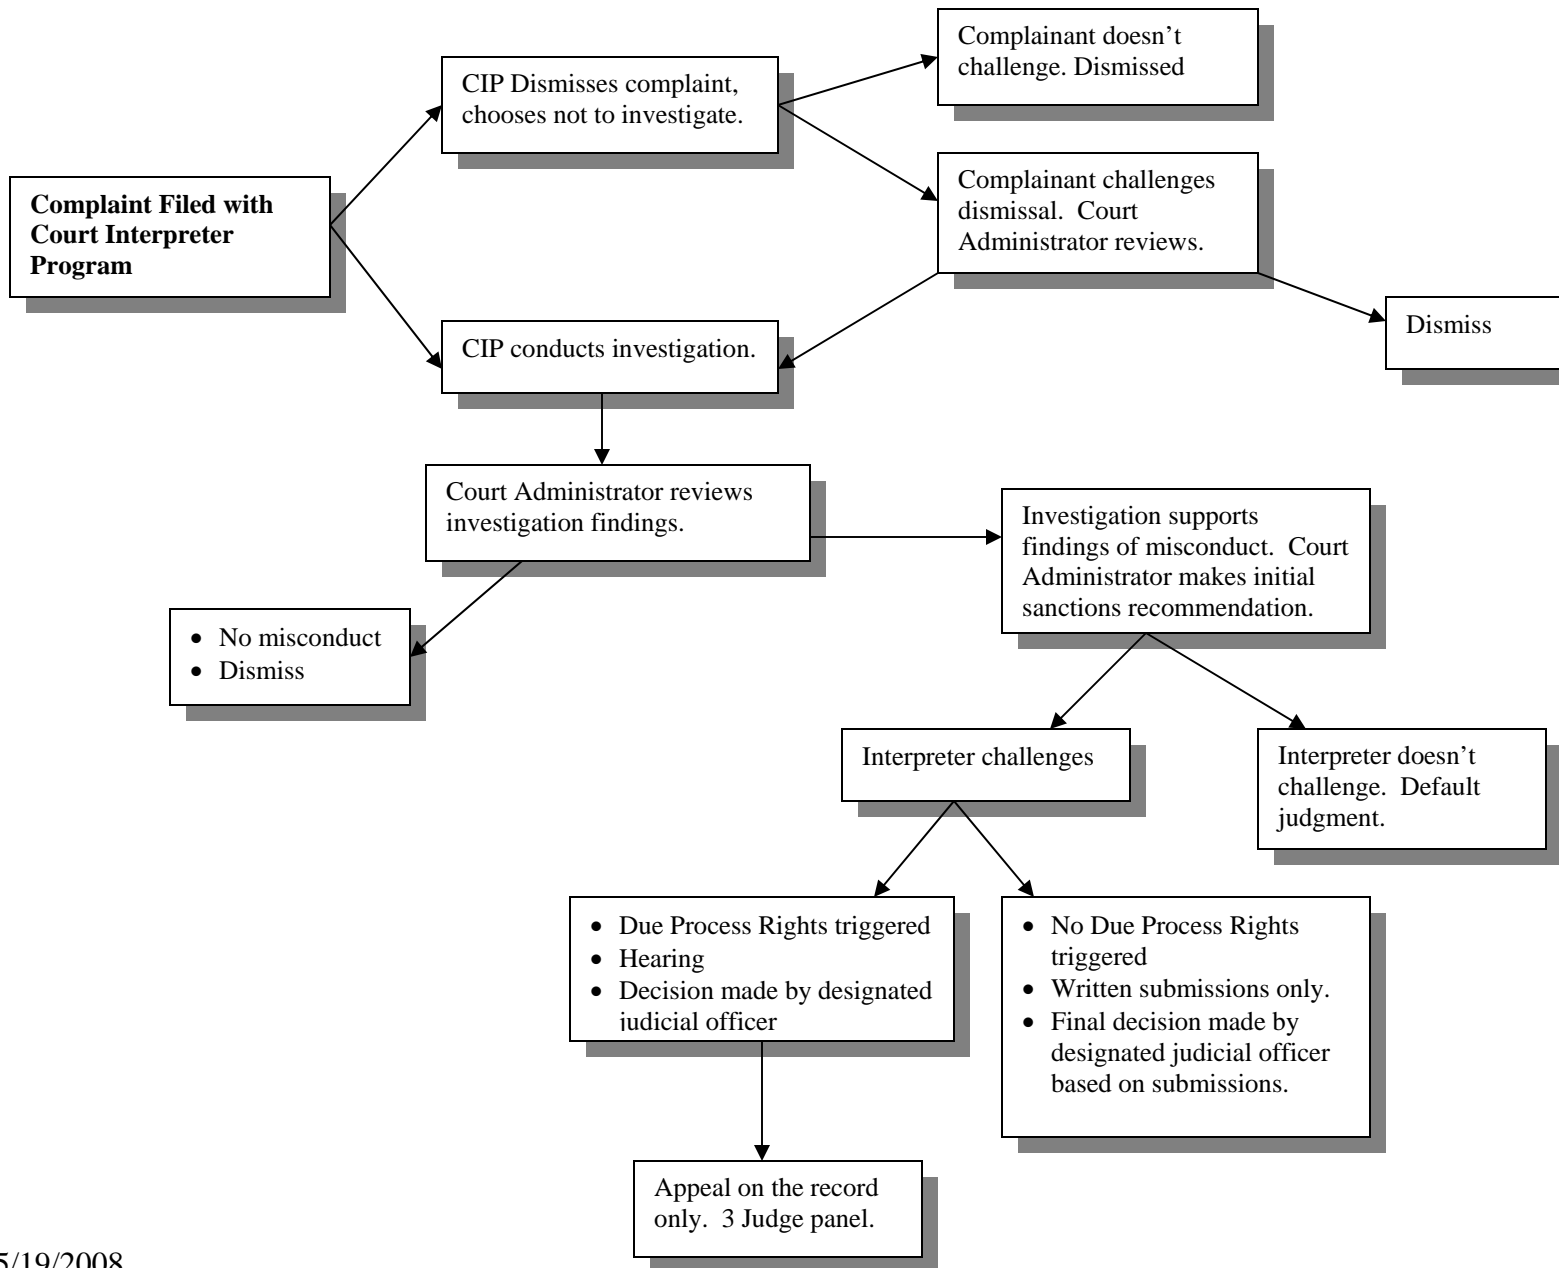 Complainant doesn’t
challenge. Dismissed
CIP Dismisses complaint,
chooses not to investigate.
Complaint Filed with
Court Interpreter
Program
Complainant challenges
dismissal.  Court
Administrator reviews.
Dismiss
CIP conducts investigation.
Court Administrator reviews
investigation findings.
Investigation supports
findings of misconduct.  Court
Administrator makes initial
sanctions recommendation.
• No misconduct
• Dismiss
Interpreter challenges
Interpreter doesn’t
challenge.  Default
judgment.
• Due Process Rights triggered
• Hearing
• Decision made by designated
judicial officer
• No Due Process Rights
triggered
• Written submissions only.
• Final decision made by
designated judicial officer
based on submissions.
Appeal on the record
only.  3 Judge panel.
5/19/2008